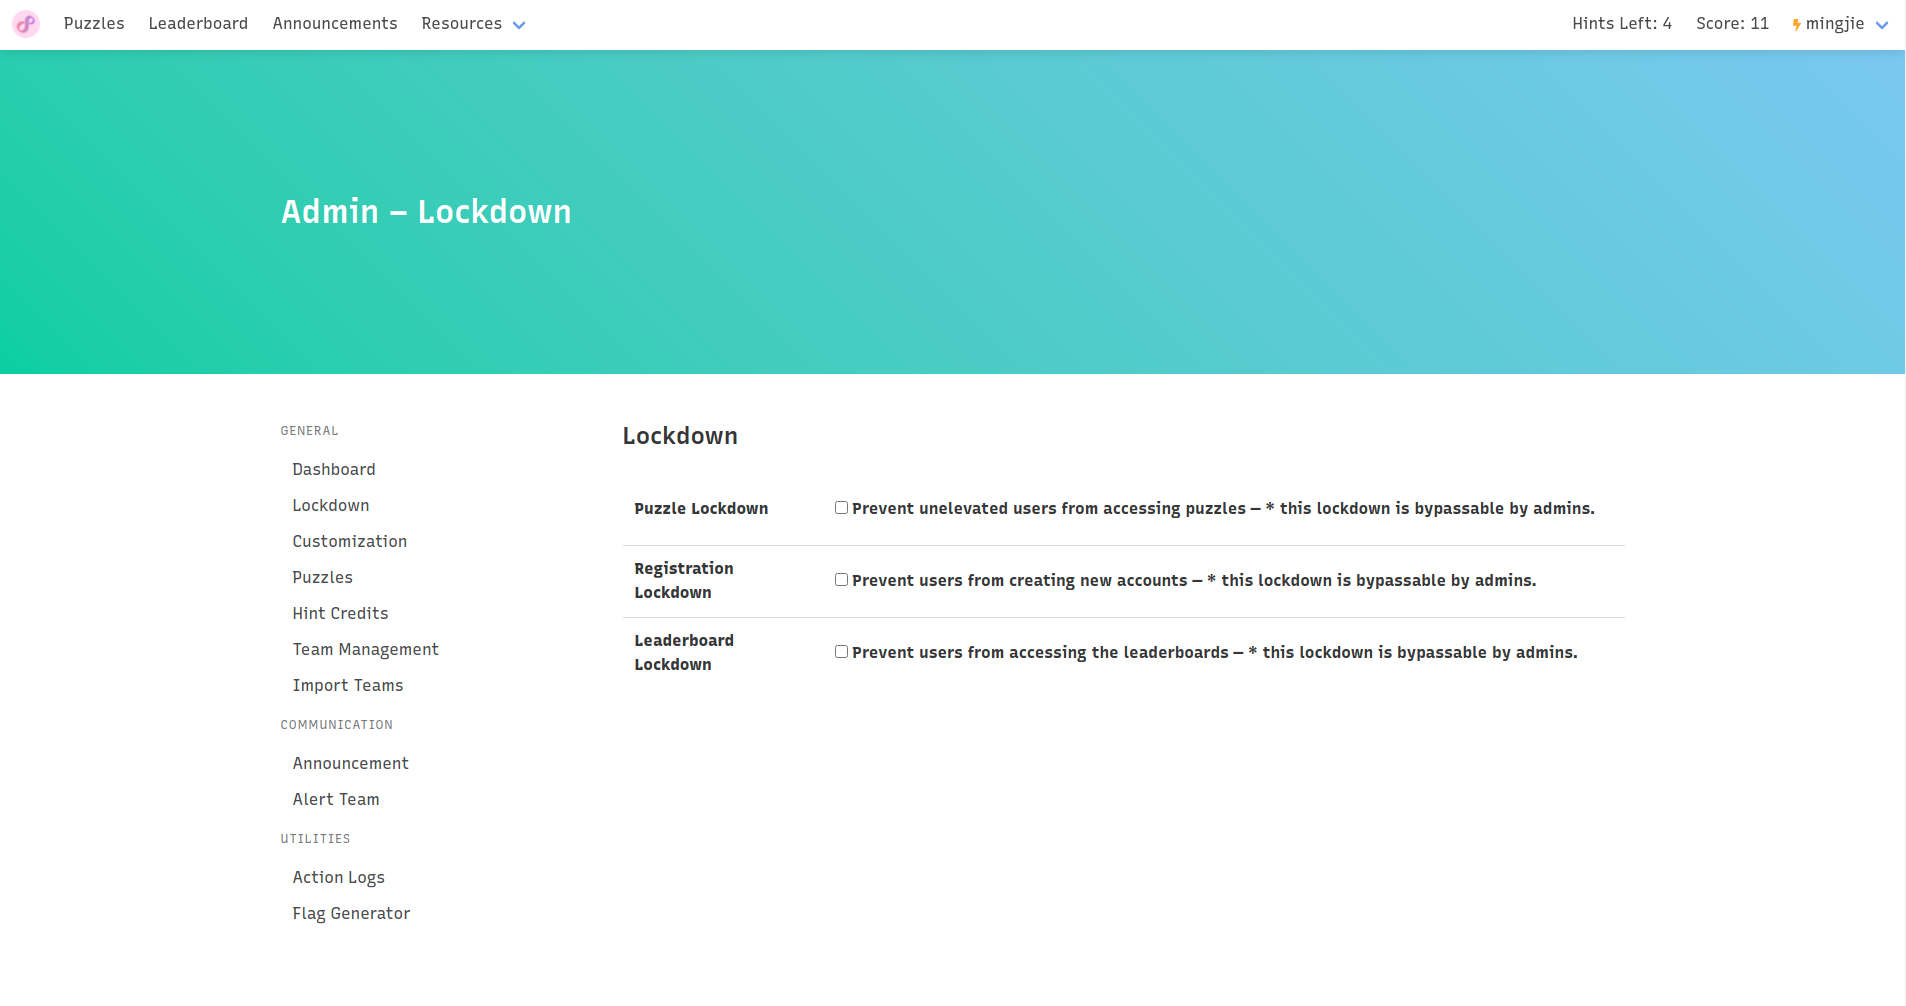 Puzzles Leaderboard Announcements Resources Hints Left: 4 Score: 11 mingjie
Admin – Lockdown
GENERAL
Dashboard
Lockdown
Customization
Puzzles
Hint Credits
Team Management
Import Teams
COMMUNICATION
Announcement
Alert Team
UTILITIES
Action Logs
Flag Generator
Lockdown
Puzzle Lockdown Prevent unelevated users from accessing puzzles — * this lockdown is bypassable by admins.
Registration
Lockdown
Prevent users from creating new accounts — * this lockdown is bypassable by admins.
Leaderboard
Lockdown
Prevent users from accessing the leaderboards — * this lockdown is bypassable by admins.